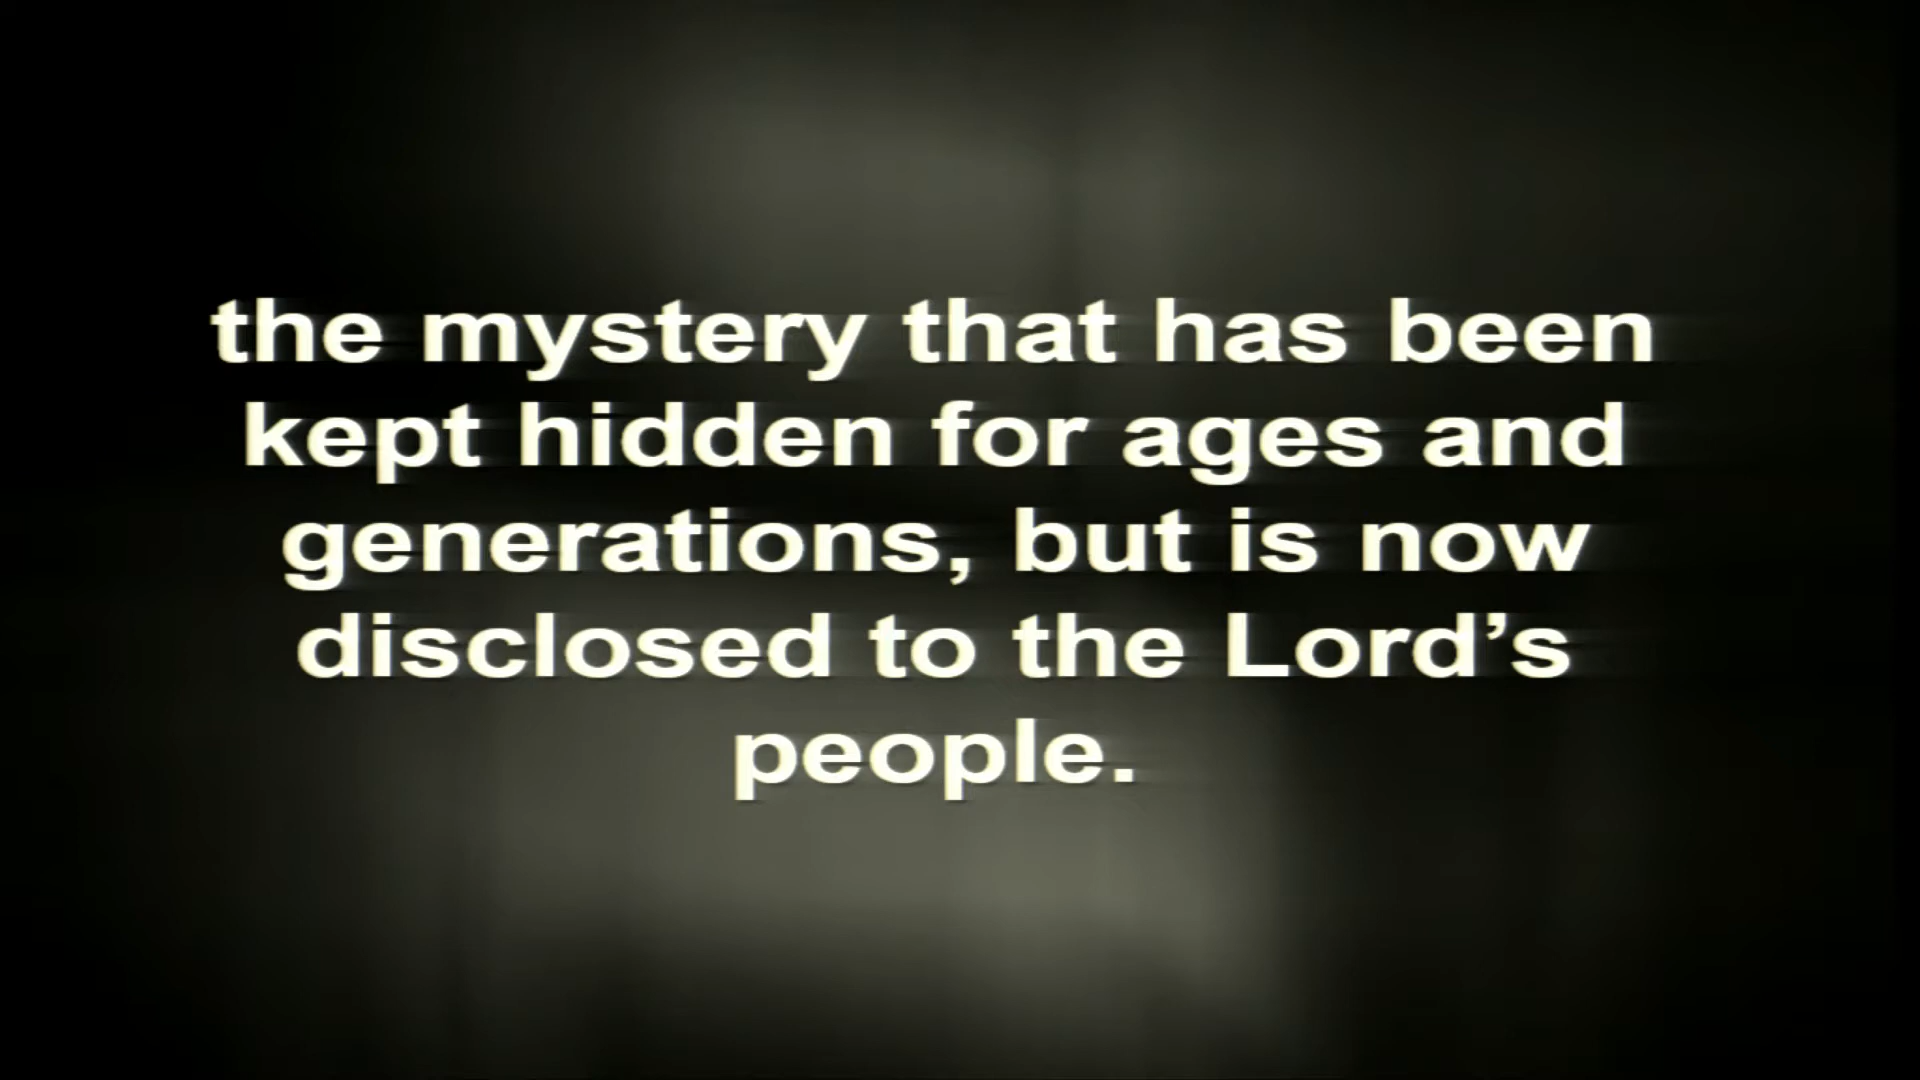 the mystery that has been
kept hidden for ages and
generations, but is now
disclosed to the Lord’s
people.